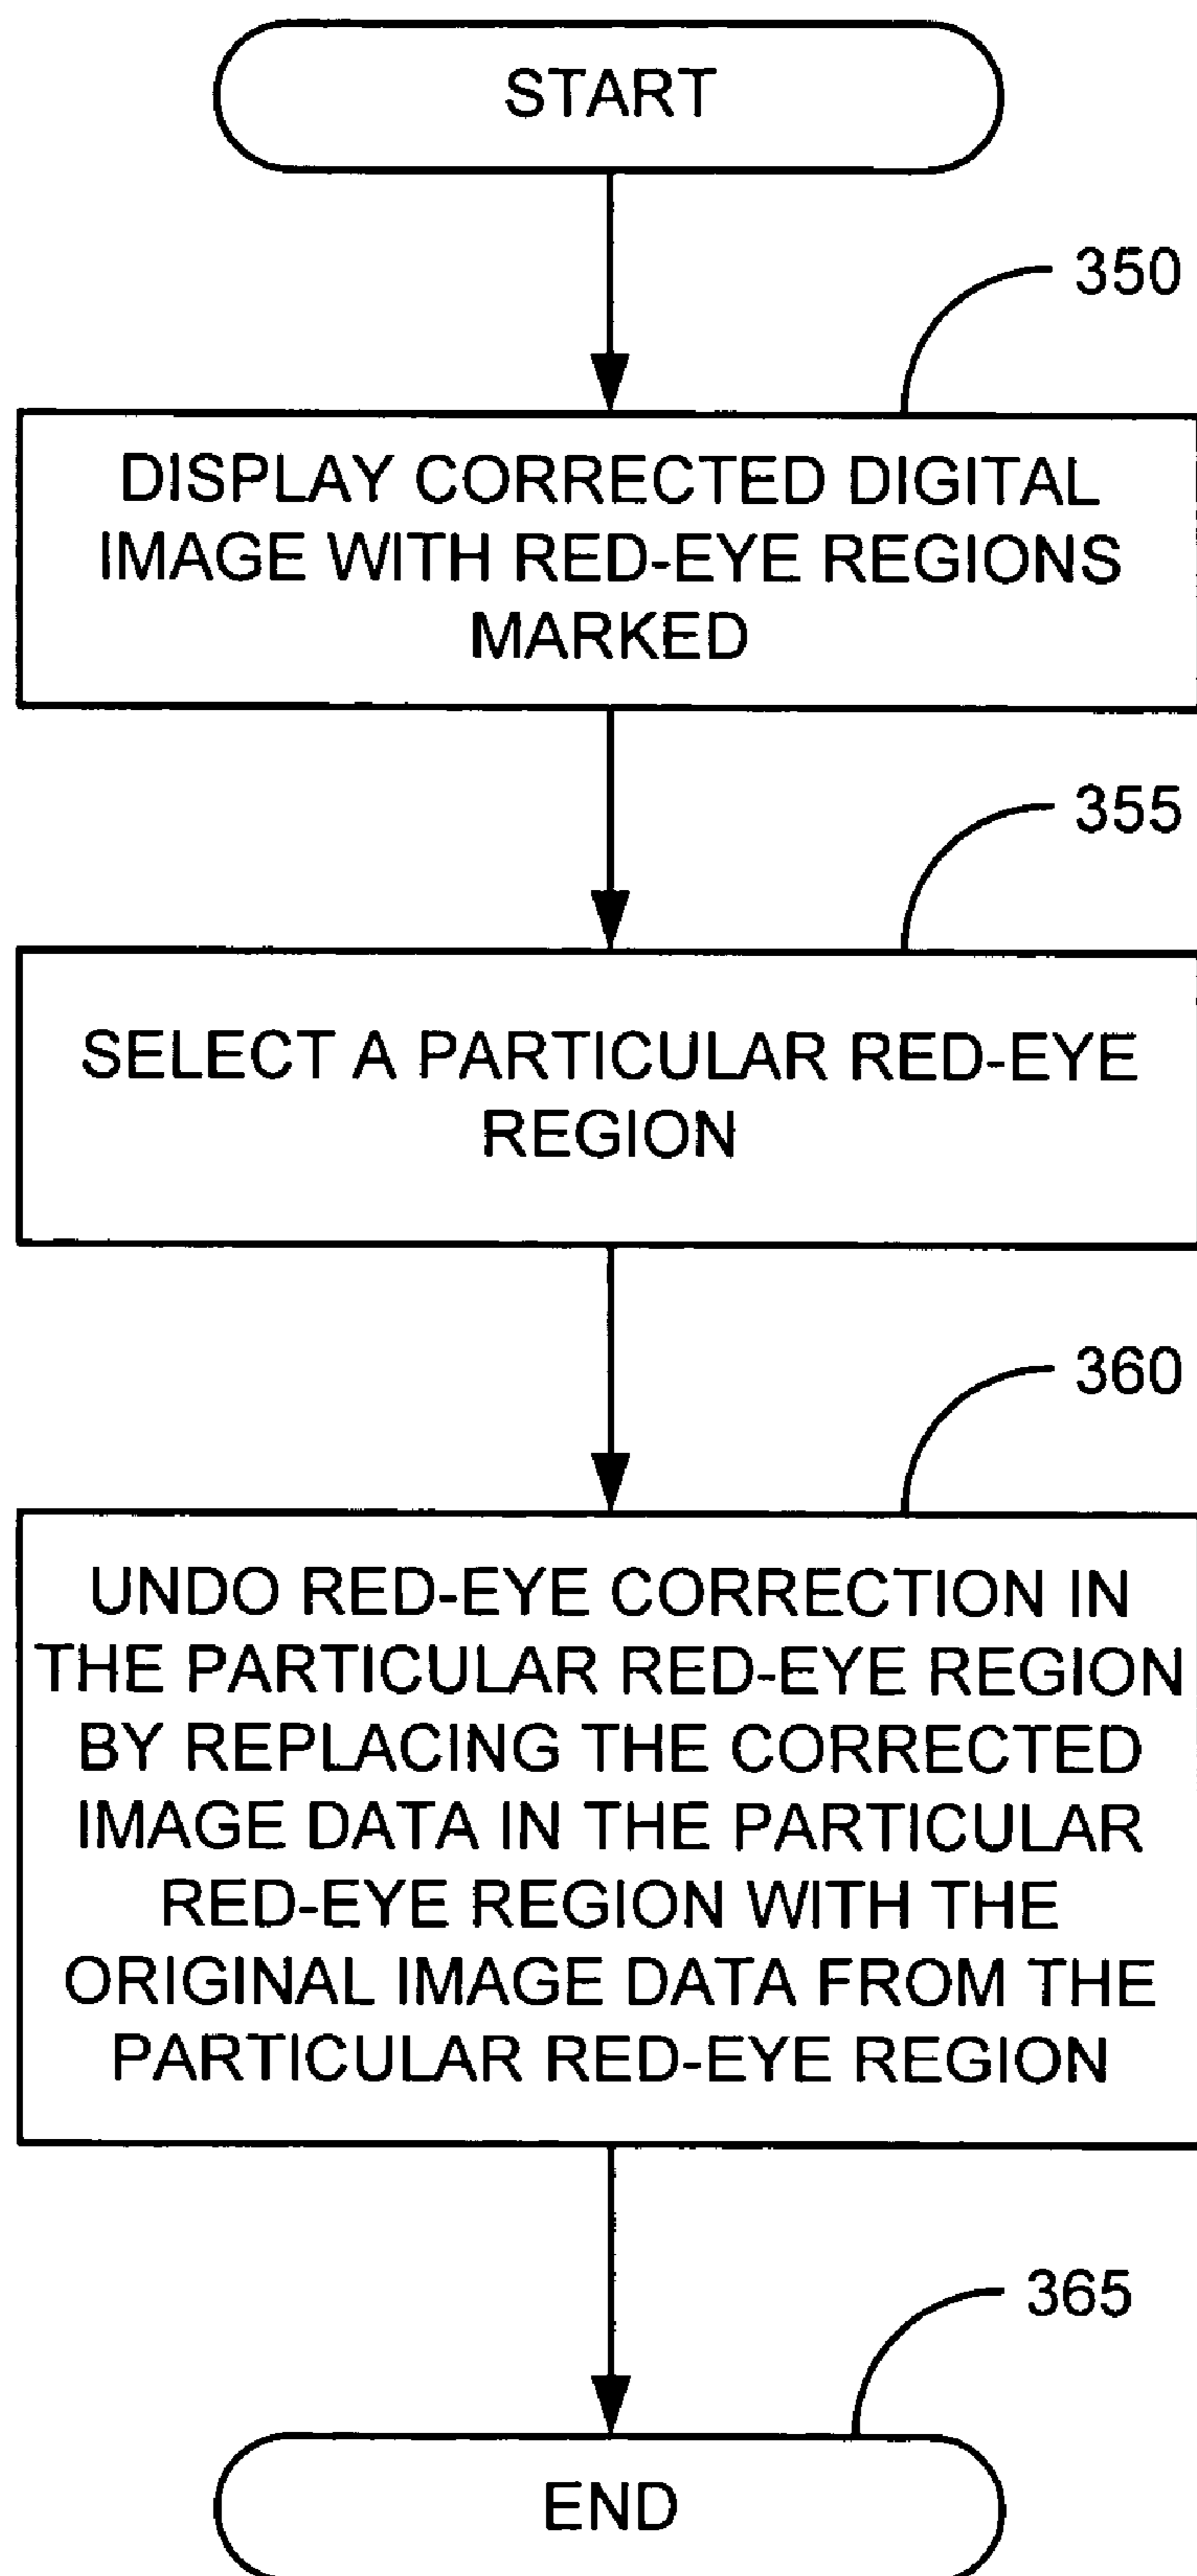 START
350
DISPLAY CORRECTED DIGITAL
IMAGE WITH RED-EYE REGIONS
MARKED
355
SELECT A PARTICULAR RED-EYE
REGION
360
UNDO RED-EYE CORRECTION IN
THE PARTICULAR RED-EYE REGION
BY REPLACING THE CORRECTED
IMAGE DATA IN THE PARTICULAR
RED-EYE REGION WITH THE
ORIGINAL IMAGE DATA FROM THE
PARTICULAR RED-EYE REGION
365
END